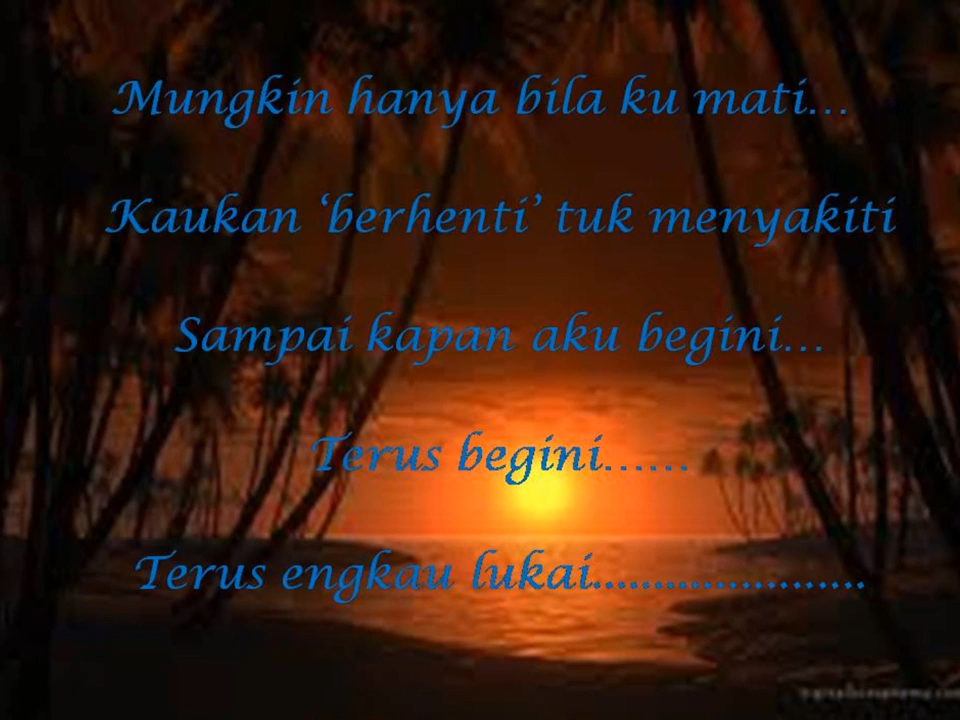 Mungkin hanya bila ku mati…
Kaukan ‘berhenti’ tuk menyakiti
Sampai kapan aku begini…
Terus begini……
Terus engkau lukai......................